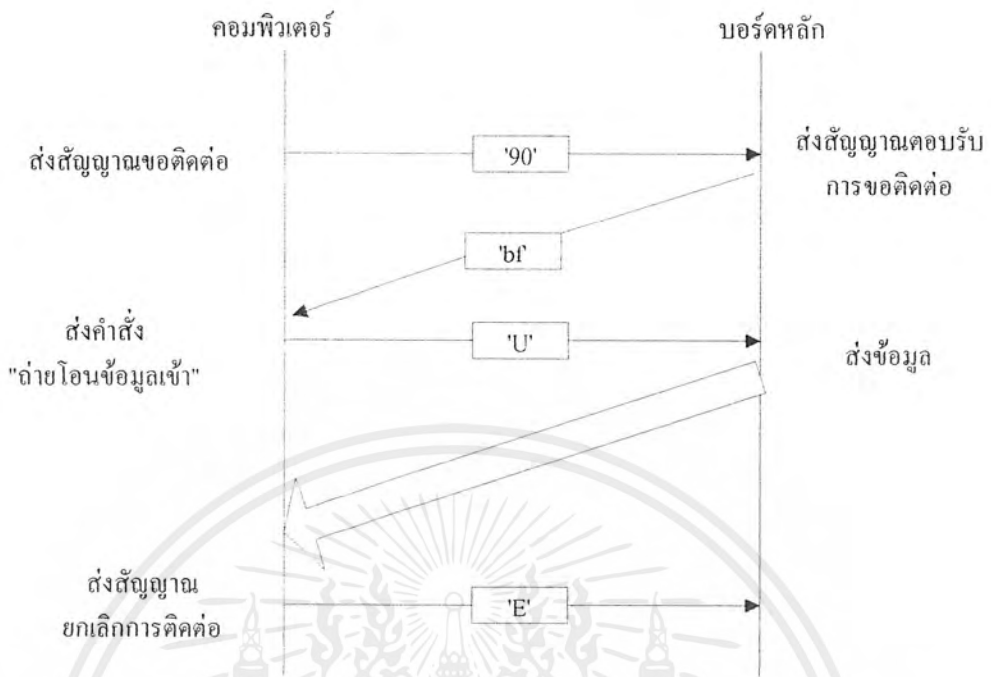 คอมพิวเตอร์
บอร์ดหลัก
ส่งสัญญาณขอติดต่อ
'90'
ส่งสัญญาณตอบรับ
การขอติดต่อ
'bf'
ส่งคำสั่ง
"ถ่ายโอนข้อมูลเข้า"
'U'
ส่งข้อมูล
ส่งสัญญาณ
ยกเลิกการติดต่อ
'E'